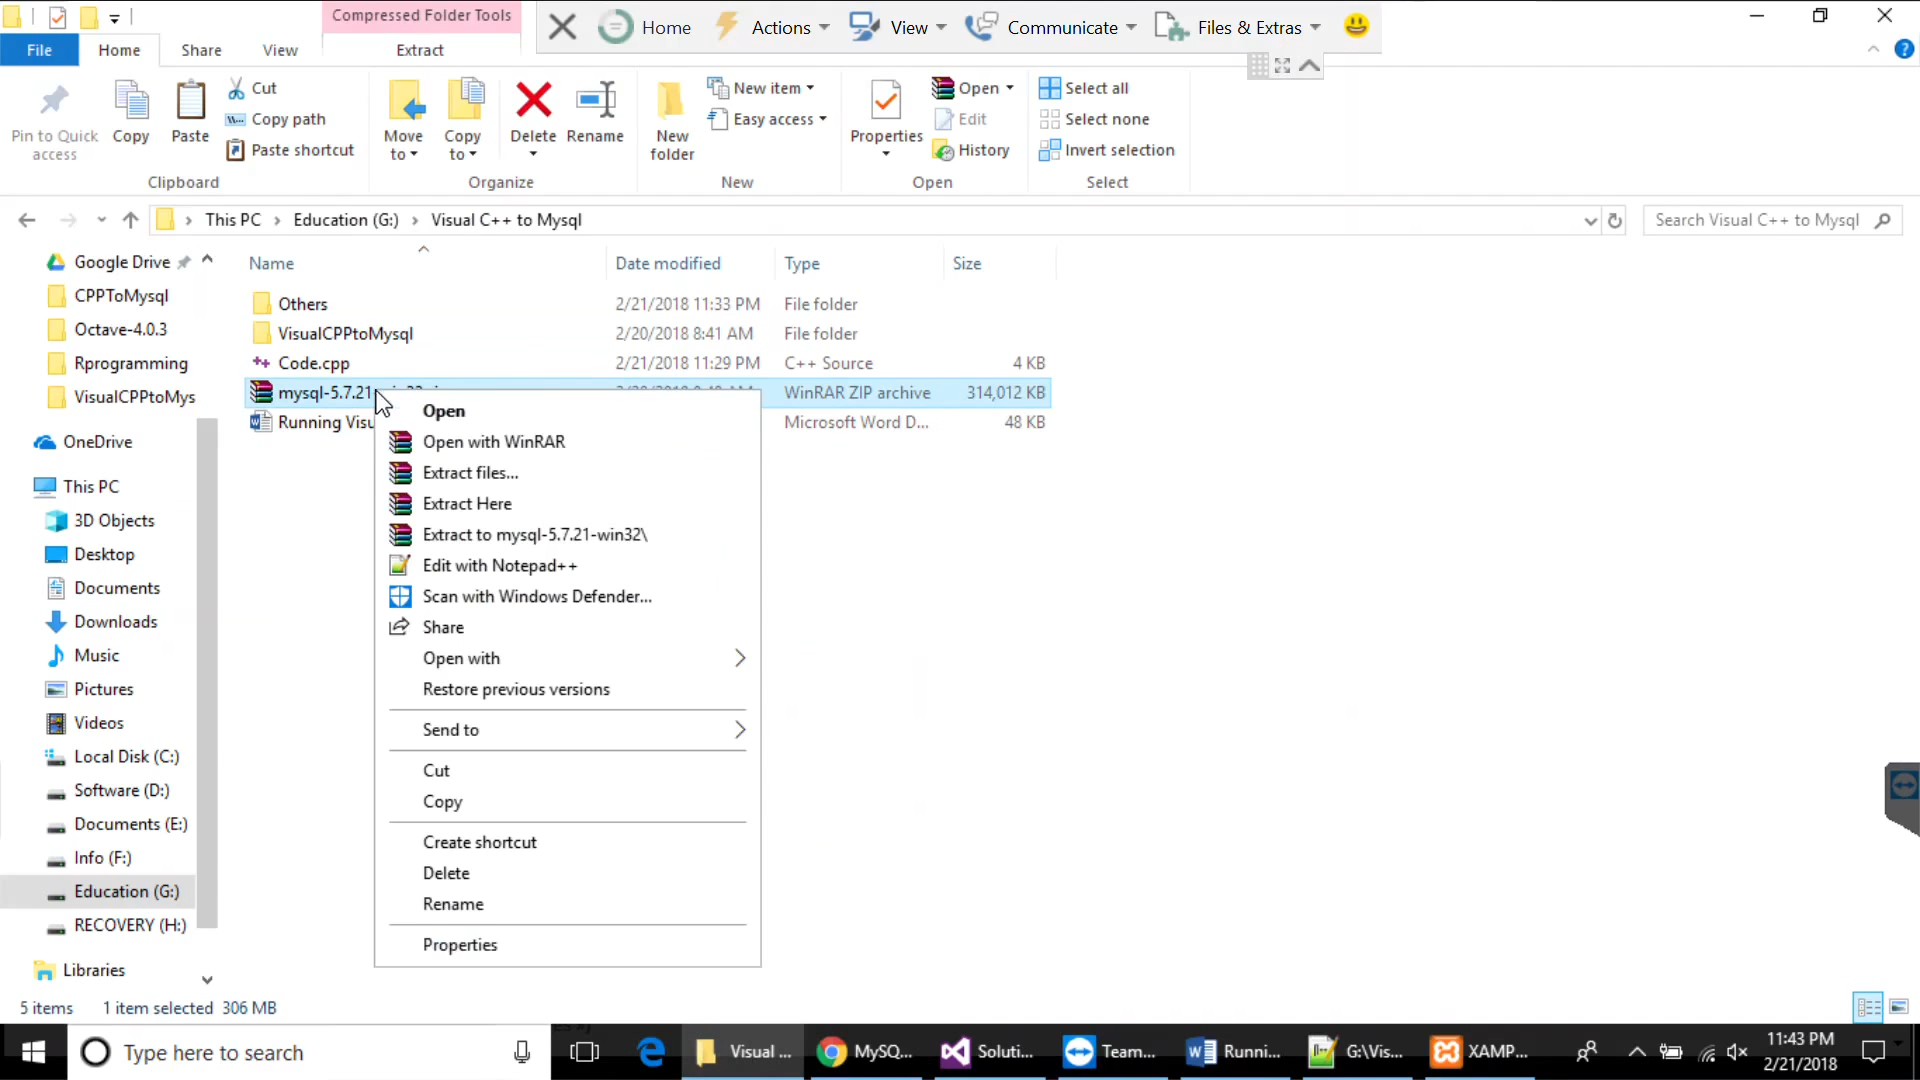 Compressed Folder Tools
Home
Actions
View
Communicate
Files & Extras
File
Home
Share
View
Extract
Pin to Quick access
Copy
Paste
Cut
Copy path
Paste shortcut
Clipboard
Move to
Copy to
Delete
Rename
Organize
New folder
New item
Easy access
New
Properties
Open
Edit
History
Open
Select all
Select none
Invert selection
Select
This PC > Education (G:) > Visual C++ to Mysql
Search Visual C++ to Mysql
Name Date modified Type Size
Others 2/21/2018 11:33 PM File folder
VisualCPPtoMysql 2/20/2018 8:41 AM File folder
Code.cpp 2/21/2018 11:29 PM C++ Source 4 KB
mysql-5.7.21 WinRAR ZIP archive 314,012 KB
Running Visu Microsoft Word D... 48 KB
Google Drive
CPPToMysql
Octave-4.0.3
Rprogramming
VisualCPPtoMys
OneDrive
This PC
3D Objects
Desktop
Documents
Downloads
Music
Pictures
Videos
Local Disk (C:)
Software (D:)
Documents (E:)
Info (F:)
Education (G:)
RECOVERY (H:)
Libraries
Open
Open with WinRAR
Extract files...
Extract Here
Extract to mysql-5.7.21-win32\
Edit with Notepad++
Scan with Windows Defender...
Share
Open with
Restore previous versions
Send to
Cut
Copy
Create shortcut
Delete
Rename
Properties
5 items 1 item selected 306 MB
Type here to search
Visual ...
MySQ...
Soluti...
Team...
Runni...
G:\Vis...
XAMP...
11:43 PM
2/21/2018